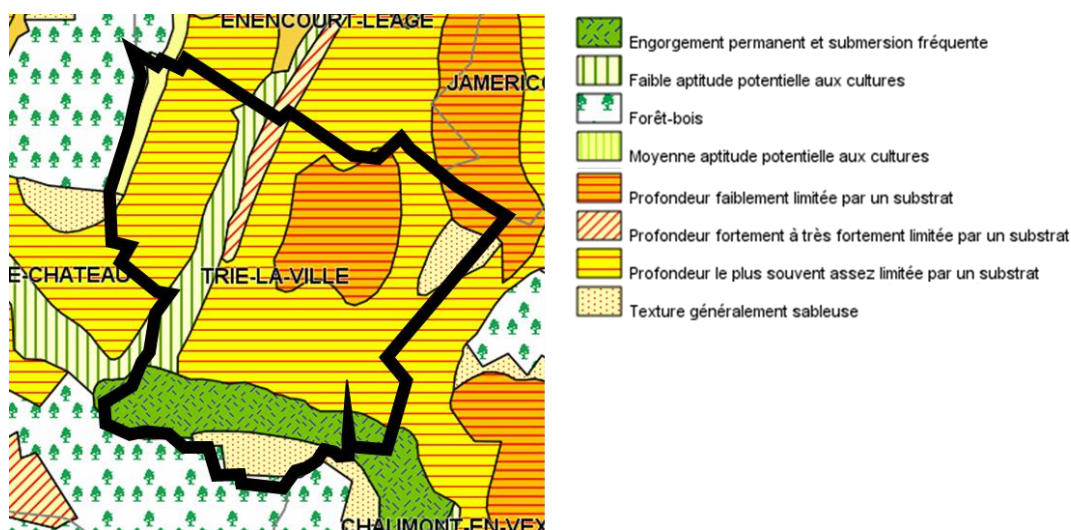 ENENCOURT-LEAGE
JAMERICO
E-CHATEAU
TRIE-LA-VILLE
CHAUMONT-EN-VEX
Engorgement permanent et submersion fréquente
Faible aptitude potentielle aux cultures
Forêt-bois
Moyenne aptitude potentielle aux cultures
Profondeur faiblement limitée par un substrat
Profondeur fortement à très fortement limitée par un substrat
Profondeur le plus souvent assez limitée par un substrat
Texture généralement sableuse